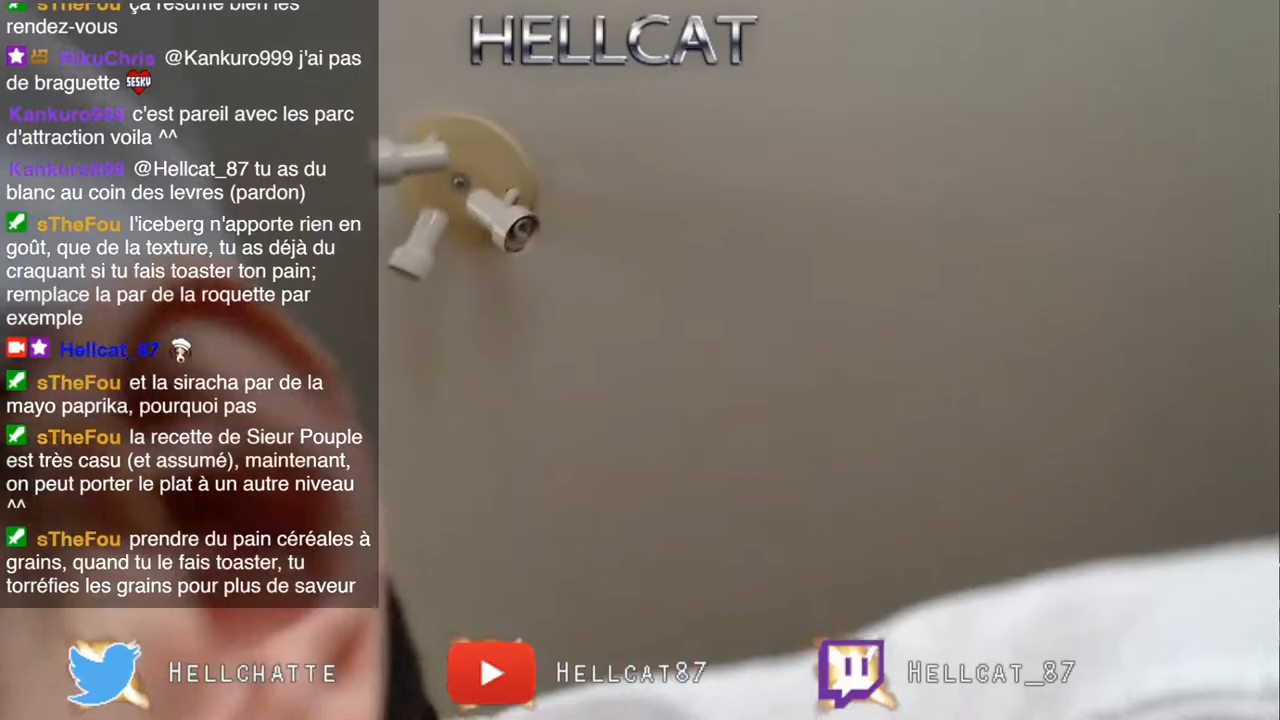 sTheFou ça résume bien les
rendez-vous
RikuChris @Kankuro999 j'ai pas
de braguette SESKY
Kankuro999 c'est pareil avec les parc
d'attraction voila ^^
Kankuro999 @Hellcat_87 tu as du
blanc au coin des levres (pardon)
sTheFou l'iceberg n'apporte rien en
goût, que de la texture, tu as déjà du
craquant si tu fais toaster ton pain;
remplace la par de la roquette par
exemple
Hellcat_87
sTheFou et la siracha par de la
mayo paprika, pourquoi pas
sTheFou la recette de Sieur Pouple
est très casu (et assumé), maintenant,
on peut porter le plat à un autre niveau
^^
sTheFou prendre du pain céréales à
grains, quand tu le fais toaster, tu
torréfies les grains pour plus de saveur
HELLCAT
HELLCHATTE
HELLCAT87
HELLCAT_87